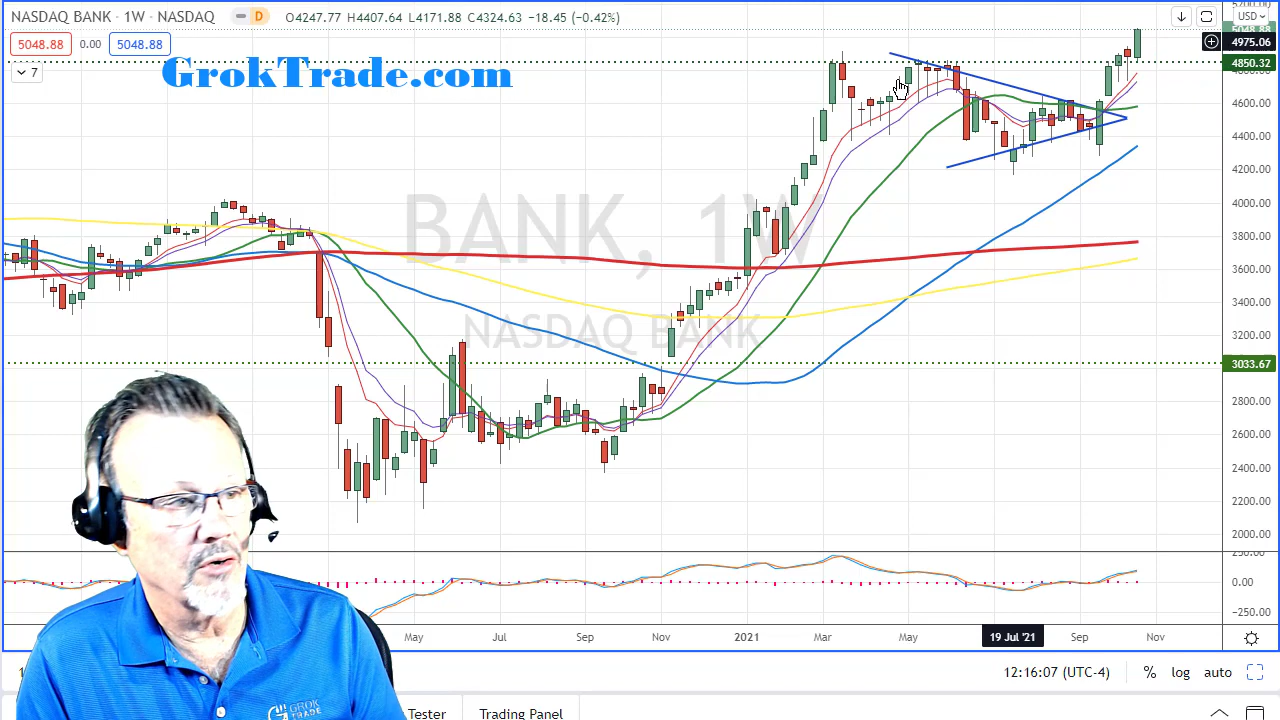 NASDAQ BANK · 1W · NASDAQ
D
O4247.77 H4407.64 L4171.88 C4324.63 −18.45 (−0.42%)
USD
5048.88
0.00
5048.88
7
GrokTrade.com
5048.88
4975.06
4850.32
4600.00
4400.00
4200.00
4000.00
3800.00
3600.00
3400.00
3200.00
3033.67
2800.00
2600.00
2400.00
2200.00
2000.00
BANK, 1W
NASDAQ BANK
0.00
−250.00
May
Jul
Sep
Nov
2021
Mar
May
19 Jul '21
Sep
Nov
12:16:07 (UTC-4)
%
log
auto
Tester
Trading Panel
GROK
TRADE